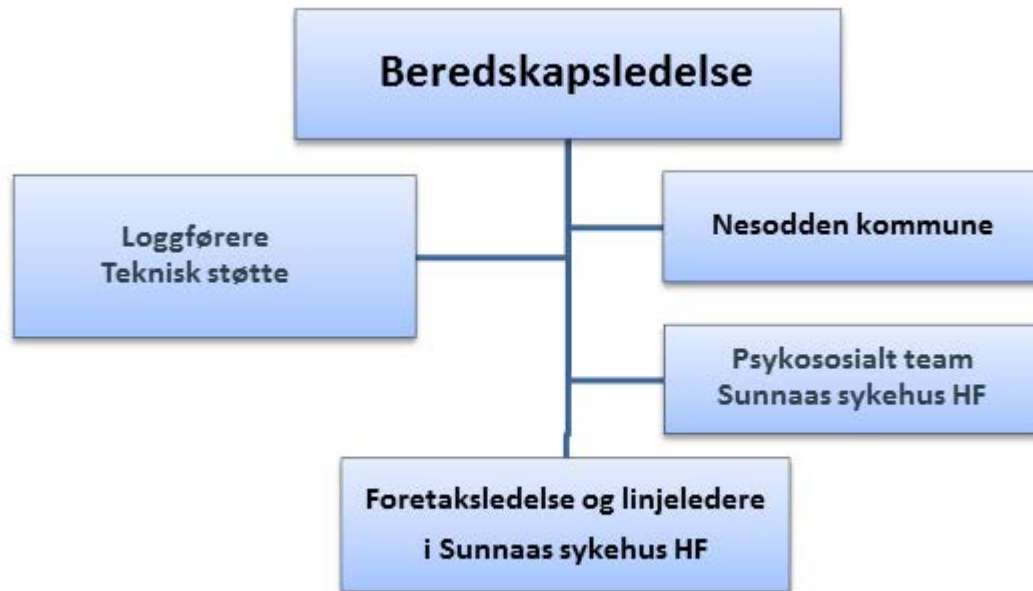 Beredskapsledelse
Loggførere
Teknisk støtte
Nesodden kommune
Psykososialt team
Sunnaas sykehus HF
Foretaksledelse og linjeledere
i Sunnaas sykehus HF